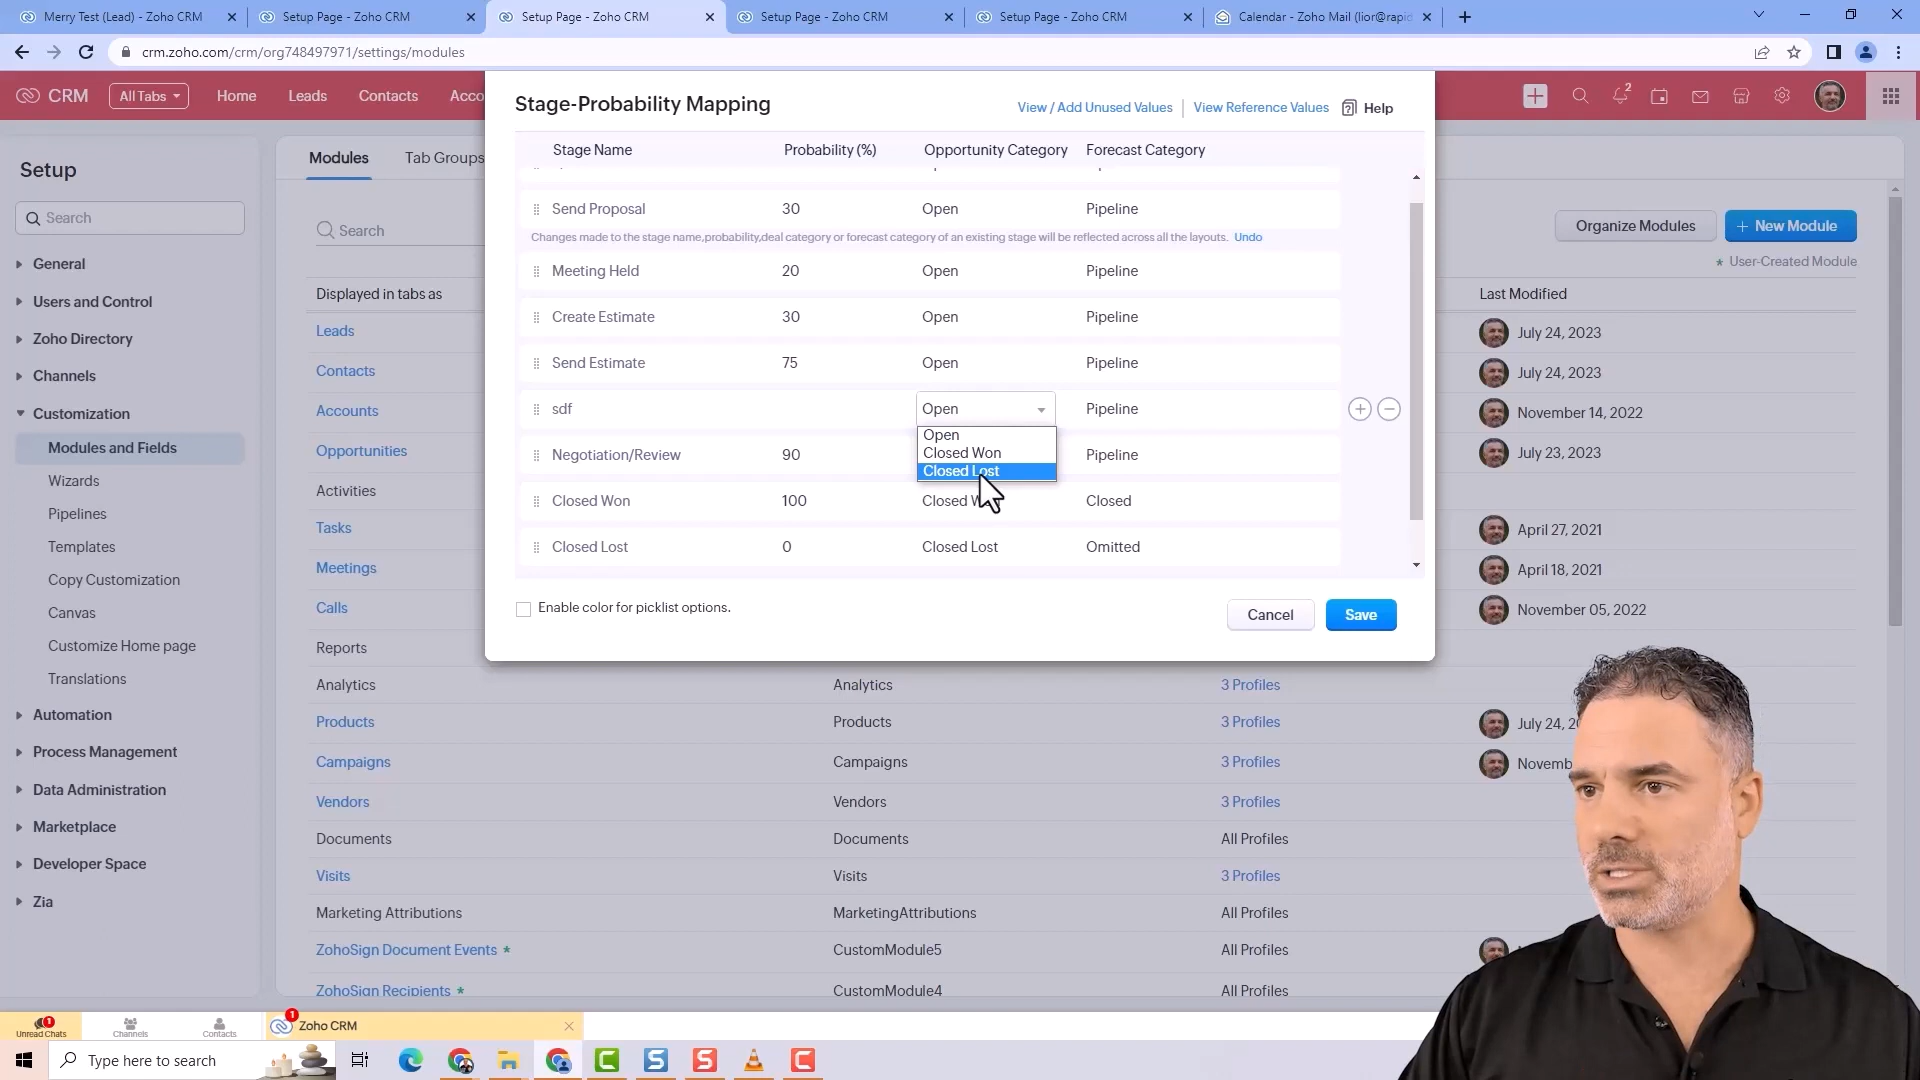 Merry Test (Lead) - Zoho CRM
Setup Page - Zoho CRM
Setup Page - Zoho CRM
Setup Page - Zoho CRM
Setup Page - Zoho CRM
Calendar - Zoho Mail (lior@rapid
crm.zoho.com/crm/org748497971/settings/modules
CRM
All Tabs
Home
Leads
Contacts
Acco
2
Stage-Probability Mapping
View / Add Unused Values
View Reference Values
Help
Stage Name
Probability (%)
Opportunity Category
Forecast Category
Send Proposal
30
Open
Pipeline
Changes made to the stage name,probability,deal category or forecast category of an existing stage will be reflected across all the layouts. Undo
Meeting Held
20
Open
Pipeline
Create Estimate
30
Open
Pipeline
Send Estimate
75
Open
Pipeline
sdf
Open
Pipeline
Open
Closed Won
Closed Lost
Negotiation/Review
90
Pipeline
Closed Won
100
Closed W
Closed
Closed Lost
0
Closed Lost
Omitted
Enable color for picklist options.
Cancel
Save
Setup
Search
General
Users and Control
Zoho Directory
Channels
Customization
Modules and Fields
Wizards
Pipelines
Templates
Copy Customization
Canvas
Customize Home page
Translations
Automation
Process Management
Data Administration
Marketplace
Developer Space
Zia
Modules
Tab Groups
Search
Organize Modules
+ New Module
* User-Created Module
Displayed in tabs as
Last Modified
Leads
July 24, 2023
Contacts
July 24, 2023
Accounts
November 14, 2022
Opportunities
July 23, 2023
Activities
Tasks
April 27, 2021
Meetings
April 18, 2021
Calls
November 05, 2022
Reports
Analytics
Analytics
3 Profiles
Products
Products
3 Profiles
July 24, 2
Campaigns
Campaigns
3 Profiles
Novemb
Vendors
Vendors
3 Profiles
Documents
Documents
All Profiles
Visits
Visits
3 Profiles
Marketing Attributions
MarketingAttributions
All Profiles
ZohoSign Document Events *
CustomModule5
All Profiles
ZohoSign Recipients *
CustomModule4
All Profiles
1
Unread Chats
Channels
Contacts
1
Zoho CRM
Type here to search